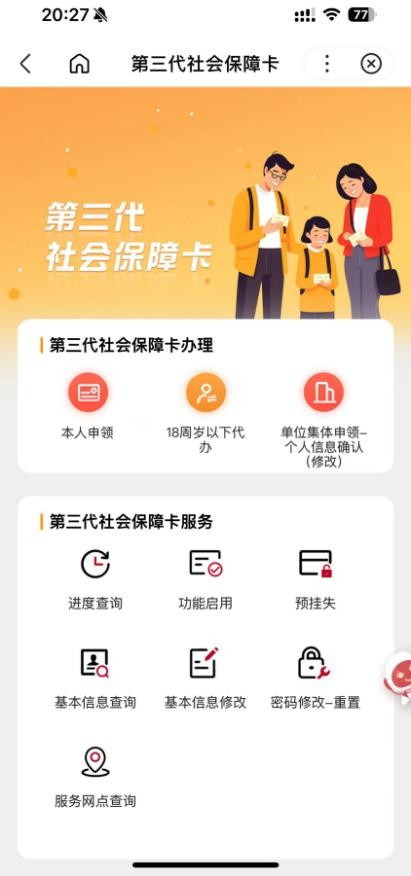 20:27
77
第三代社会保障卡
第三代
社会保障卡
第三代社会保障卡办理
本人申领
18周岁以下代
办
单位集体申领-
个人信息确认
(修改)
第三代社会保障卡服务
进度查询
功能启用
预挂失
基本信息查询
基本信息修改
密码修改-重置
服务网点查询